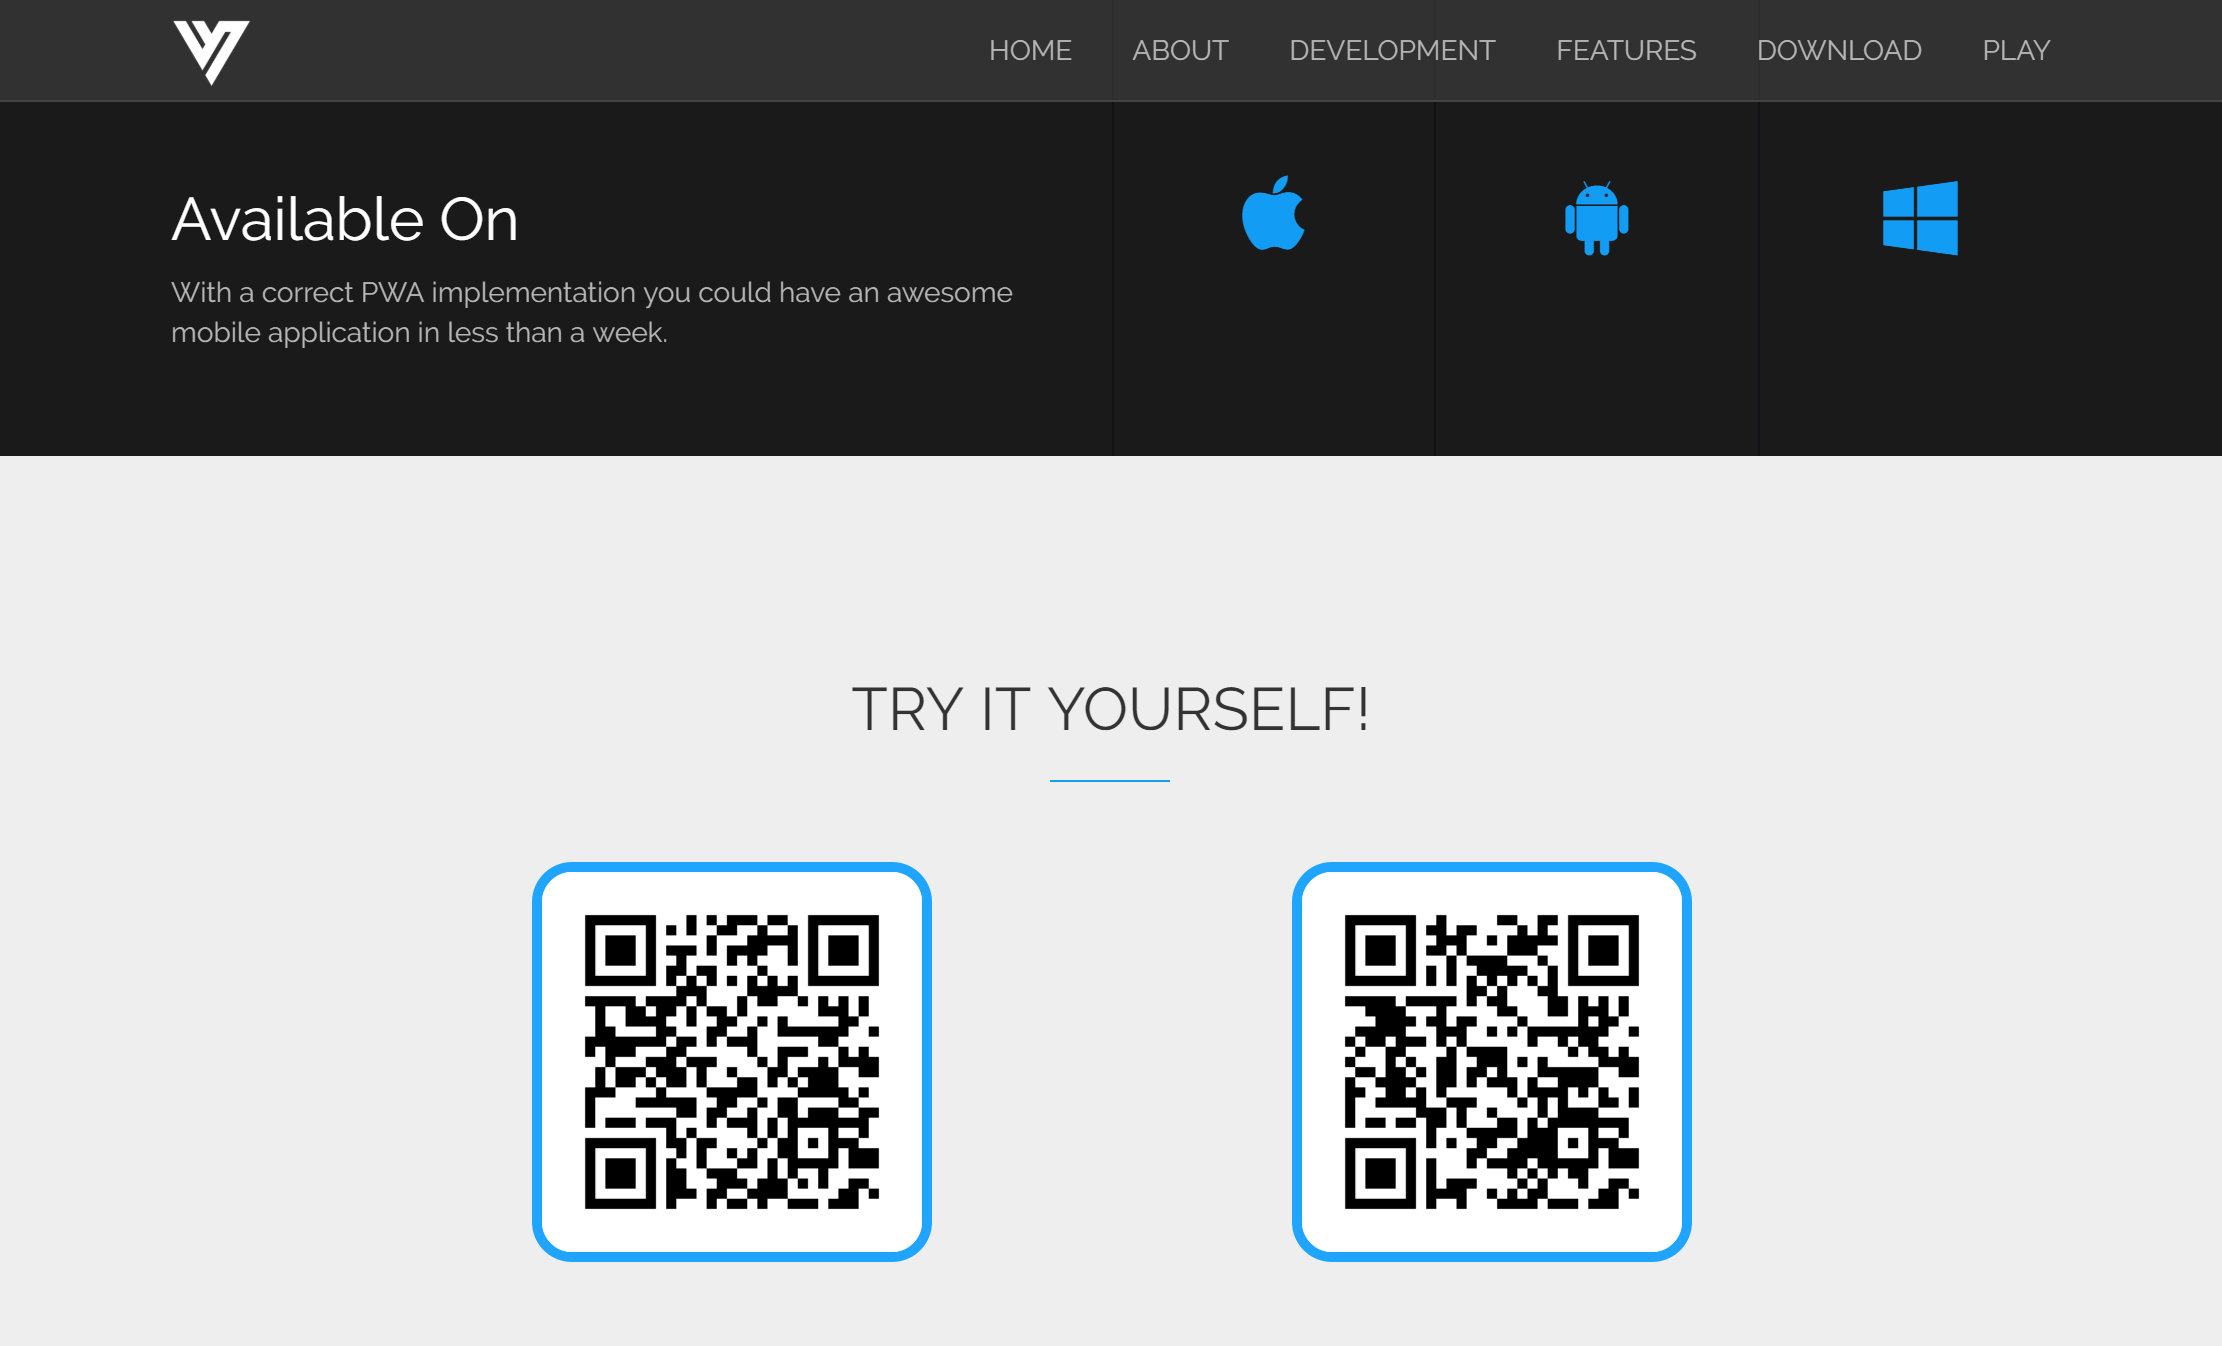 HOME ABOUT DEVELOPMENT FEATURES DOWNLOAD PLAY
Available On
With a correct PWA implementation you could have an awesome
mobile application in less than a week.
TRY IT YOURSELF!